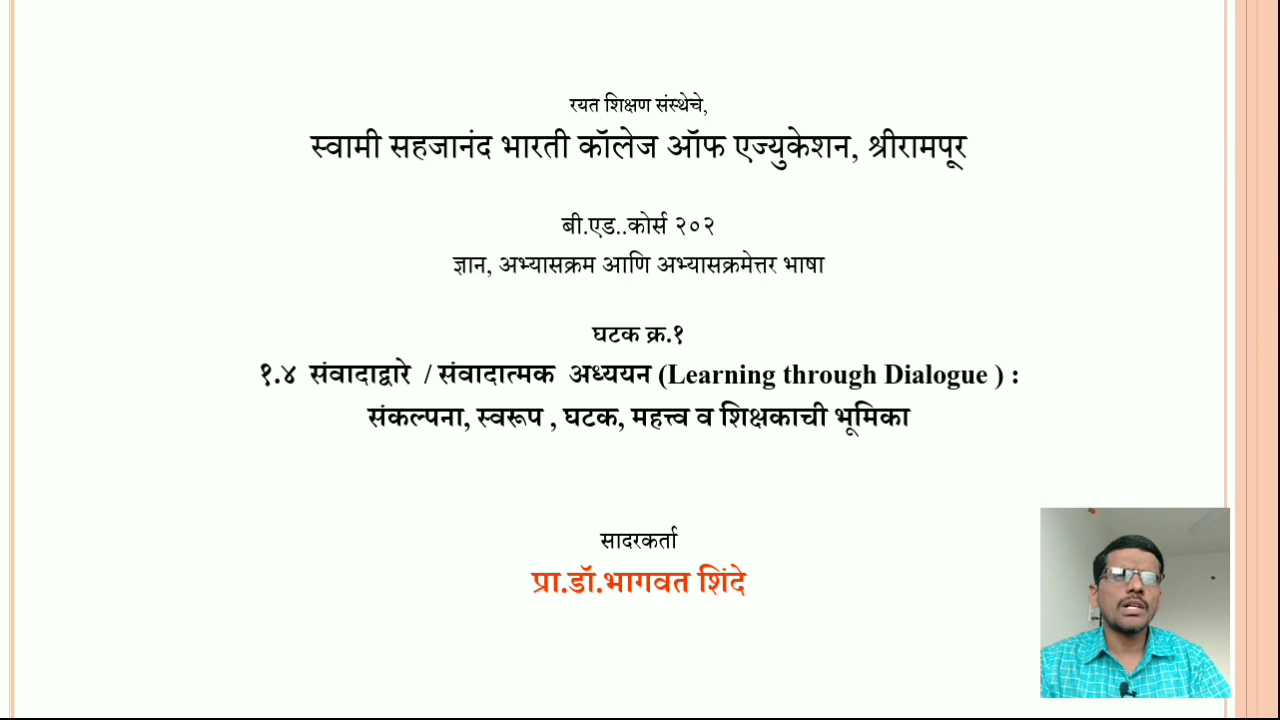 रयत शिक्षण संस्थेचे,
स्वामी सहजानंद भारती कॉलेज ऑफ एज्युकेशन, श्रीरामपूर
बी.एड..कोर्स २०२
ज्ञान, अभ्यासक्रम आणि अभ्यासक्रमेत्तर भाषा
घटक क्र.१
१.४ संवादाद्वारे / संवादात्मक अध्ययन (Learning through Dialogue ) :
संकल्पना, स्वरूप , घटक, महत्त्व व शिक्षकाची भूमिका
सादरकर्ता
प्रा.डॉ.भागवत शिंदे